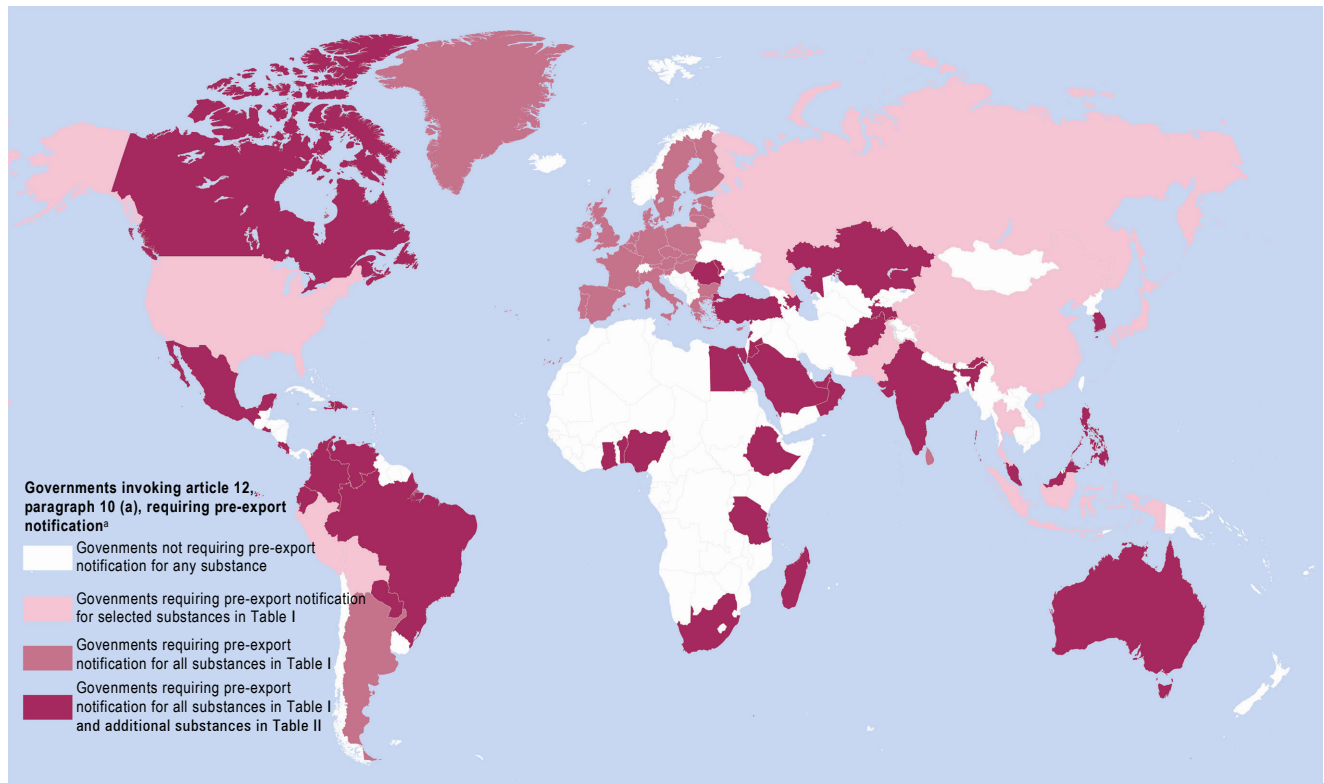 Governments invoking article 12,
paragraph 10 (a), requiring pre-export
notificationª
Govenments not requiring pre-export
notification for any substance
Govenments requiring pre-export notification
for selected substances in Table I
Govenments requiring pre-export
notification for all substances in Table I
Govenments requiring pre-export
notification for all substances in Table I
and additional substances in Table II